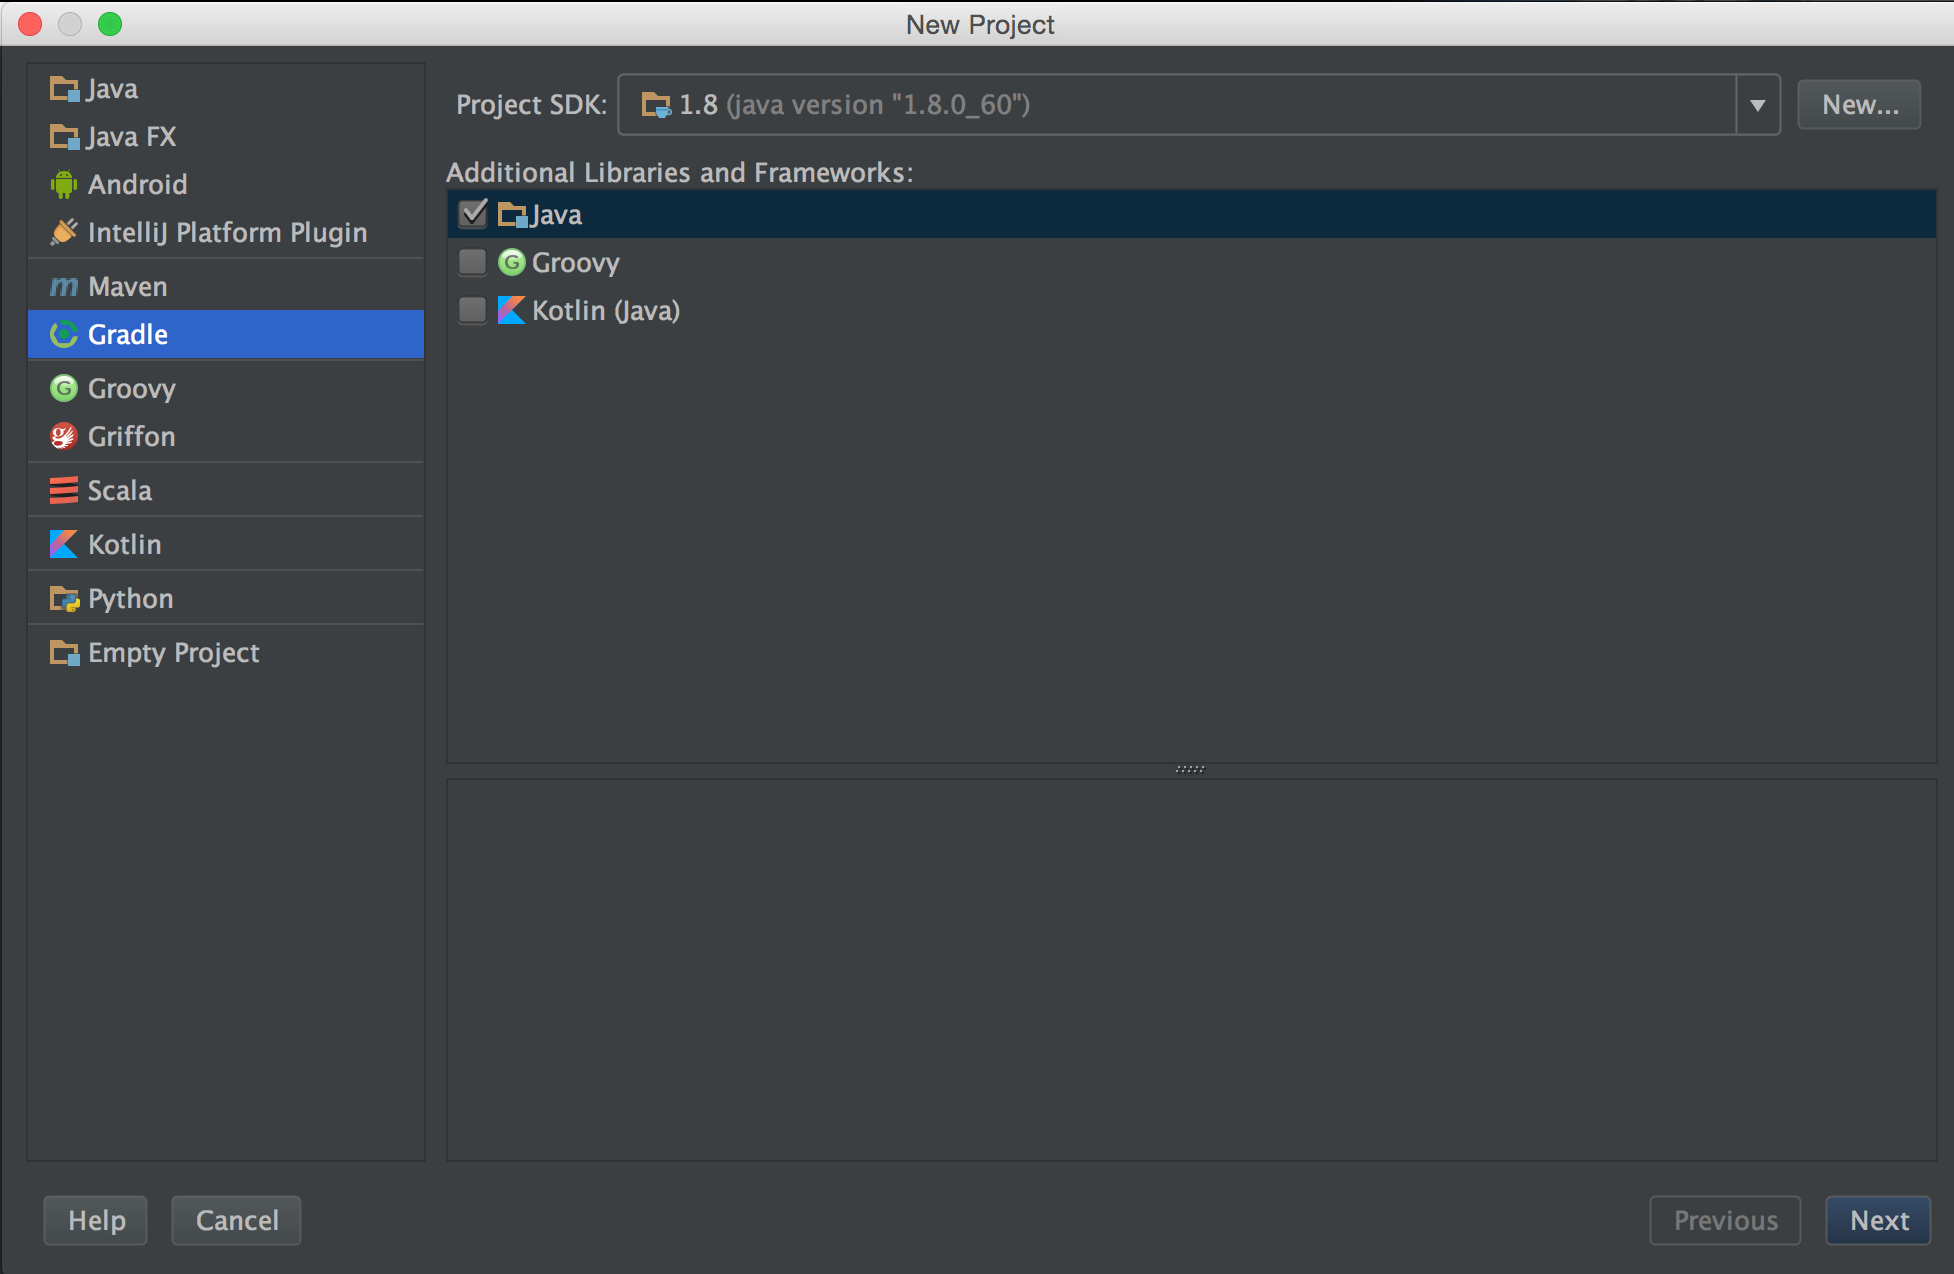 New Project
Java
Java FX
Android
IntelliJ Platform Plugin
Maven
Gradle
Groovy
Griffon
Scala
Kotlin
Python
Empty Project
Project SDK: 1.8 (java version "1.8.0_60") New...
Additional Libraries and Frameworks:
Java
Groovy
Kotlin (Java)
Help Cancel Previous Next